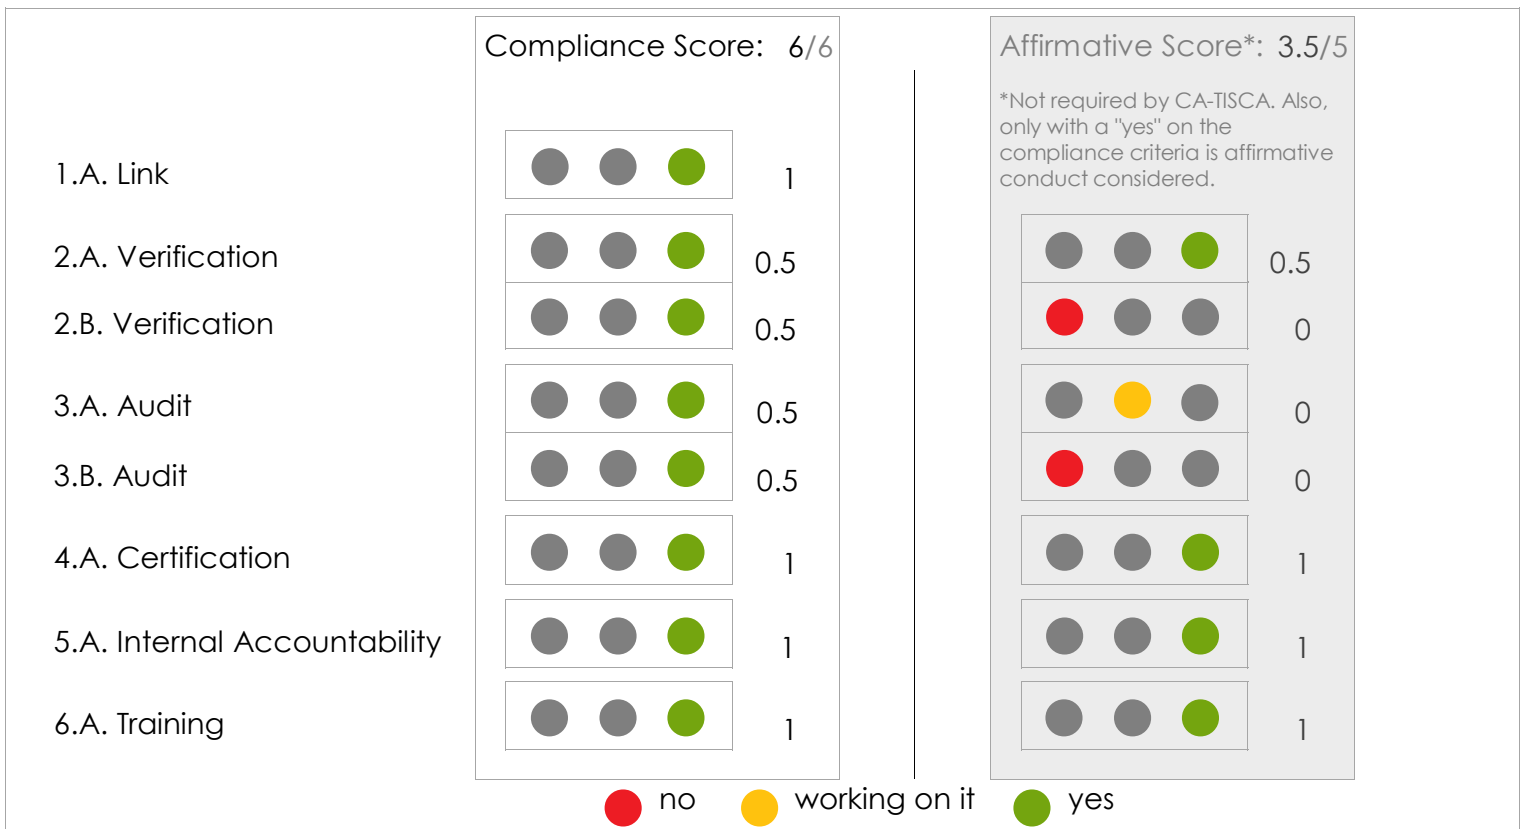 Compliance Score: 6/6
Affirmative Score*: 3.5/5
*Not required by CA-TISCA. Also,
only with a "yes" on the
compliance criteria is affirmative
conduct considered.
1.A. Link 1
2.A. Verification 0.5 0.5
2.B. Verification 0.5 0
3.A. Audit 0.5 0
3.B. Audit 0.5 0
4.A. Certification 1 1
5.A. Internal Accountability 1 1
6.A. Training 1 1
no working on it yes